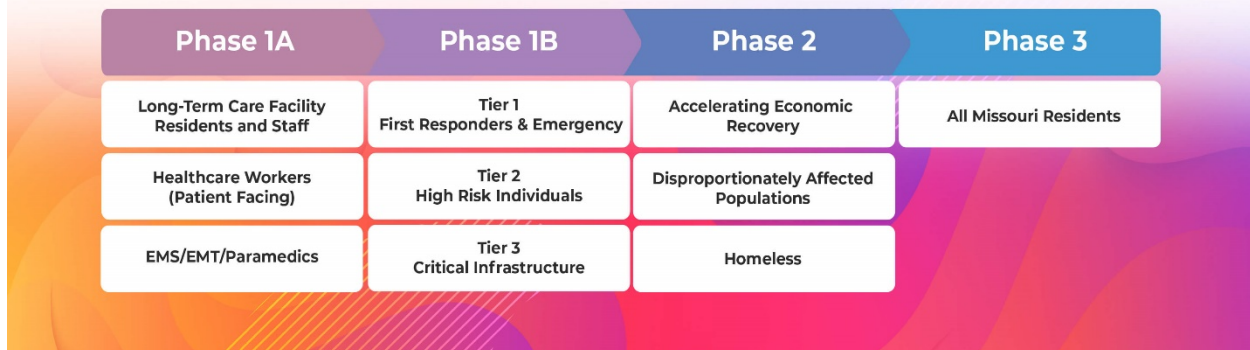 Phase 1A
Phase 1B
Phase 2
Phase 3
Long-Term Care Facility
Residents and Staff
Healthcare Workers
(Patient Facing)
EMS/EMT/Paramedics
Tier 1
First Responders & Emergency
Tier 2
High Risk Individuals
Tier 3
Critical Infrastructure
Accelerating Economic
Recovery
Disproportionately Affected
Populations
Homeless
All Missouri Residents